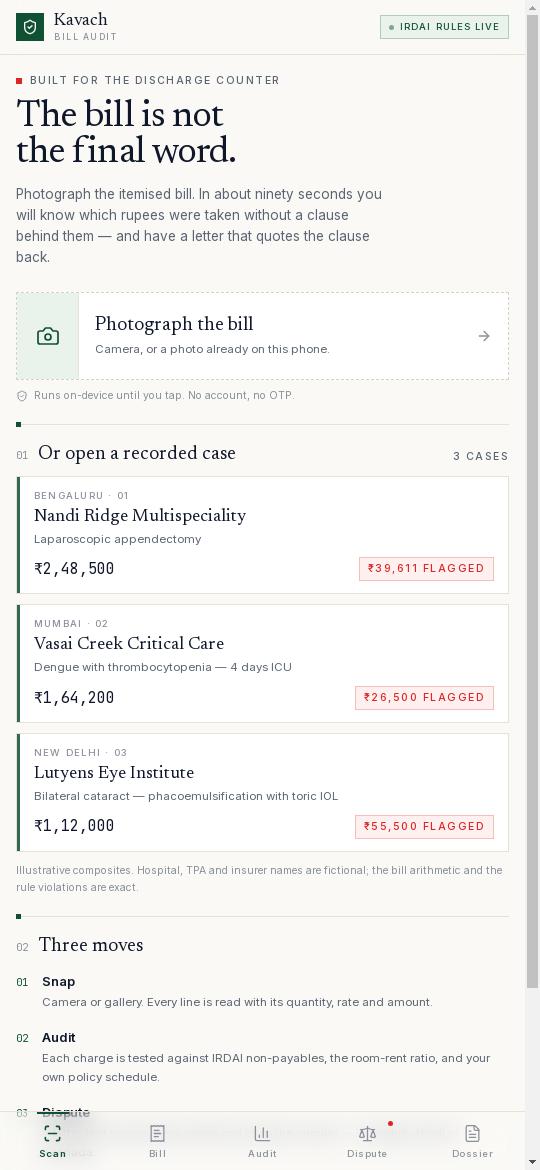 Kavach
BILL AUDIT
IRDAI RULES LIVE
BUILT FOR THE DISCHARGE COUNTER
The bill is not
the final word.
Photograph the itemised bill. In about ninety seconds you
will know which rupees were taken without a clause
behind them — and have a letter that quotes the clause
back.
Photograph the bill
Camera, or a photo already on this phone.
Runs on-device until you tap. No account, no OTP.
01 Or open a recorded case 3 CASES
BENGALURU · 01
Nandi Ridge Multispeciality
Laparoscopic appendectomy
₹2,48,500 ₹39,611 FLAGGED
MUMBAI · 02
Vasai Creek Critical Care
Dengue with thrombocytopenia — 4 days ICU
₹1,64,200 ₹26,500 FLAGGED
NEW DELHI · 03
Lutyens Eye Institute
Bilateral cataract — phacoemulsification with toric IOL
₹1,12,000 ₹55,500 FLAGGED
Illustrative composites. Hospital, TPA and insurer names are fictional; the bill arithmetic and the
rule violations are exact.
02 Three moves
01 Snap
Camera or gallery. Every line is read with its quantity, rate and amount.
02 Audit
Each charge is tested against IRDAI non-payables, the room-rent ratio, and your
own policy schedule.
03 Dispute
Scan Bill Audit Dispute Dossier